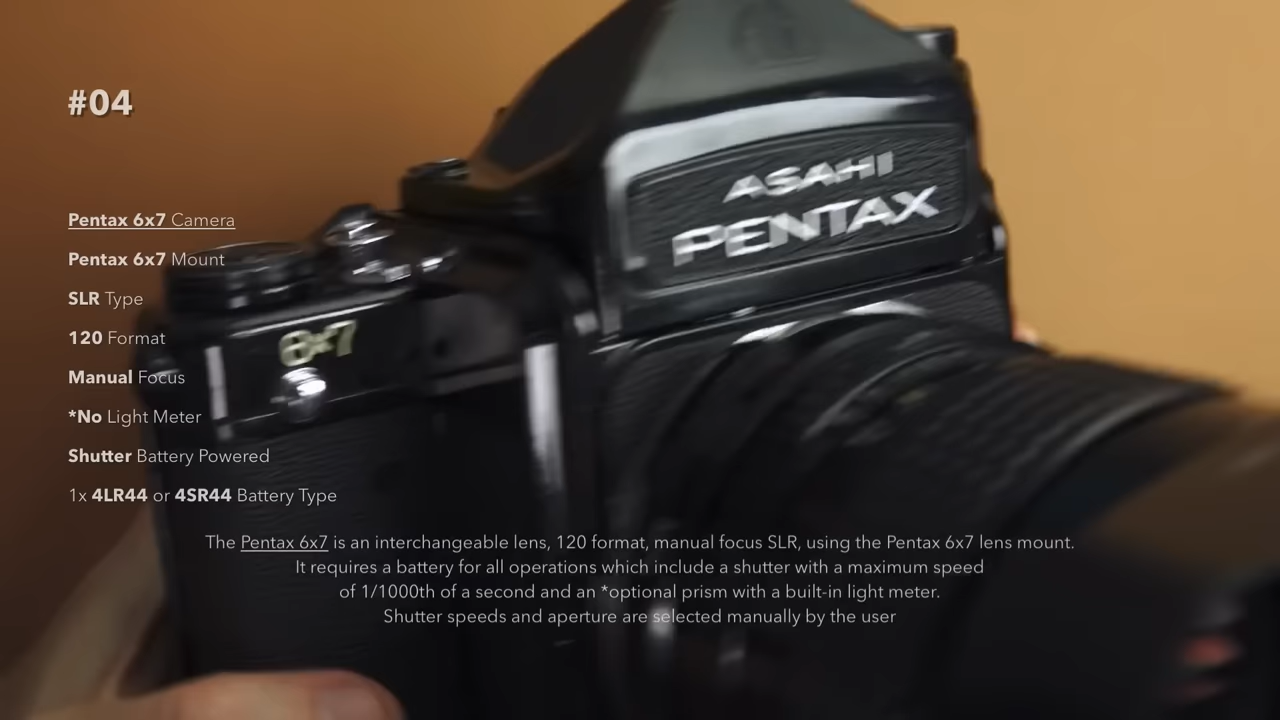 #04
ASAHI
PENTAX
6x7
Pentax 6x7 Camera
Pentax 6x7 Mount
SLR Type
120 Format
Manual Focus
*No Light Meter
Shutter Battery Powered
1x 4LR44 or 4SR44 Battery Type
The Pentax 6x7 is an interchangeable lens, 120 format, manual focus SLR, using the Pentax 6x7 lens mount.
It requires a battery for all operations which include a shutter with a maximum speed
of 1/1000th of a second and an *optional prism with a built-in light meter.
Shutter speeds and aperture are selected manually by the user